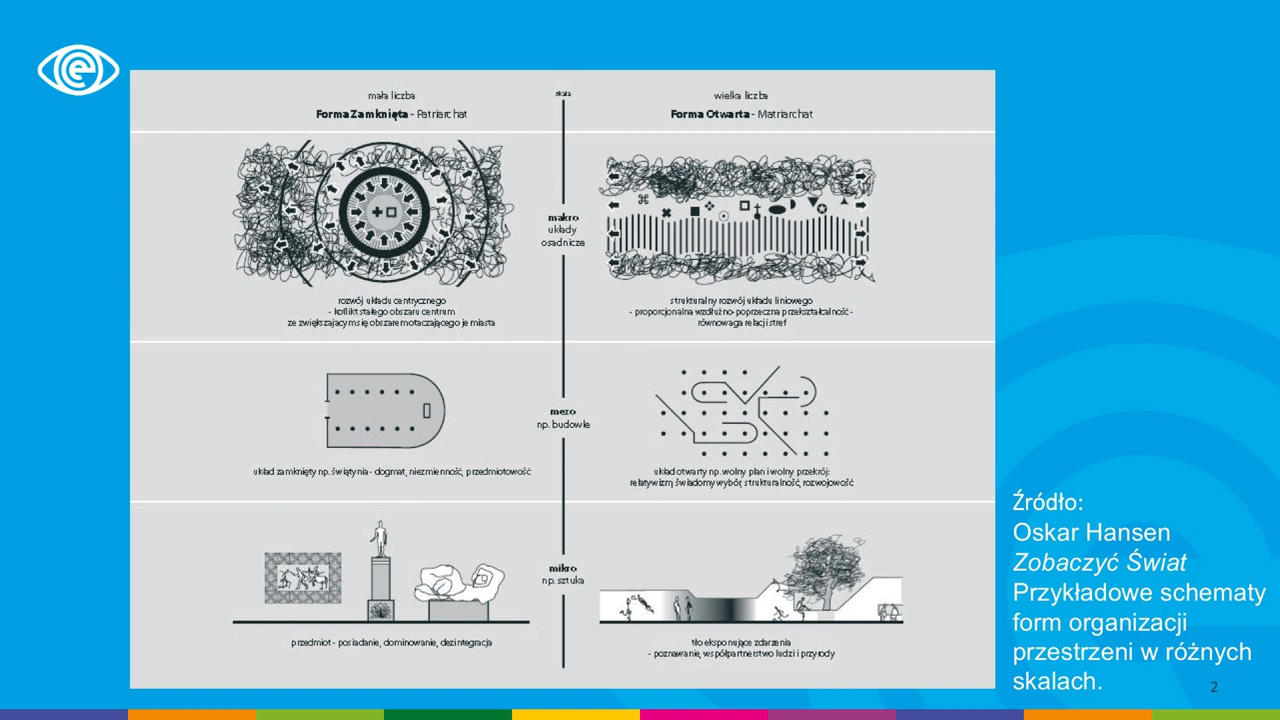 mała liczba
Forma Zamknięta - Patriarchat
skala
wielka liczba
Forma Otwarta - Matriarchat
makro
układy
osadnicze
rozwój układu centrycznego
- koflikt stałego obszaru centrum
ze zwiększającym się obszarem otaczającego je miasta
strukturalny rozwój układu liniowego
- proporcjonalna wzdłużno-poprzeczna przekształcalność -
równowaga relacji stref
mezo
np. budowle
układ zamknięty np. świątynia - dogmat, niezmienność, przedmiotowość
układ otwarty np. wolny plan i wolny przekrój:
relatywizm, świadomy wybór, strukturalność, rozwojowość
mikro
np. sztuka
przedmiot - posiadanie, dominowanie, dezintegracja
tło eksponujące zdarzenia
- poznawanie, współpartnerstwo ludzi i przyrody
Źródło:
Oskar Hansen
Zobaczyć Świat
Przykładowe schematy
form organizacji
przestrzeni w różnych
skalach.
2